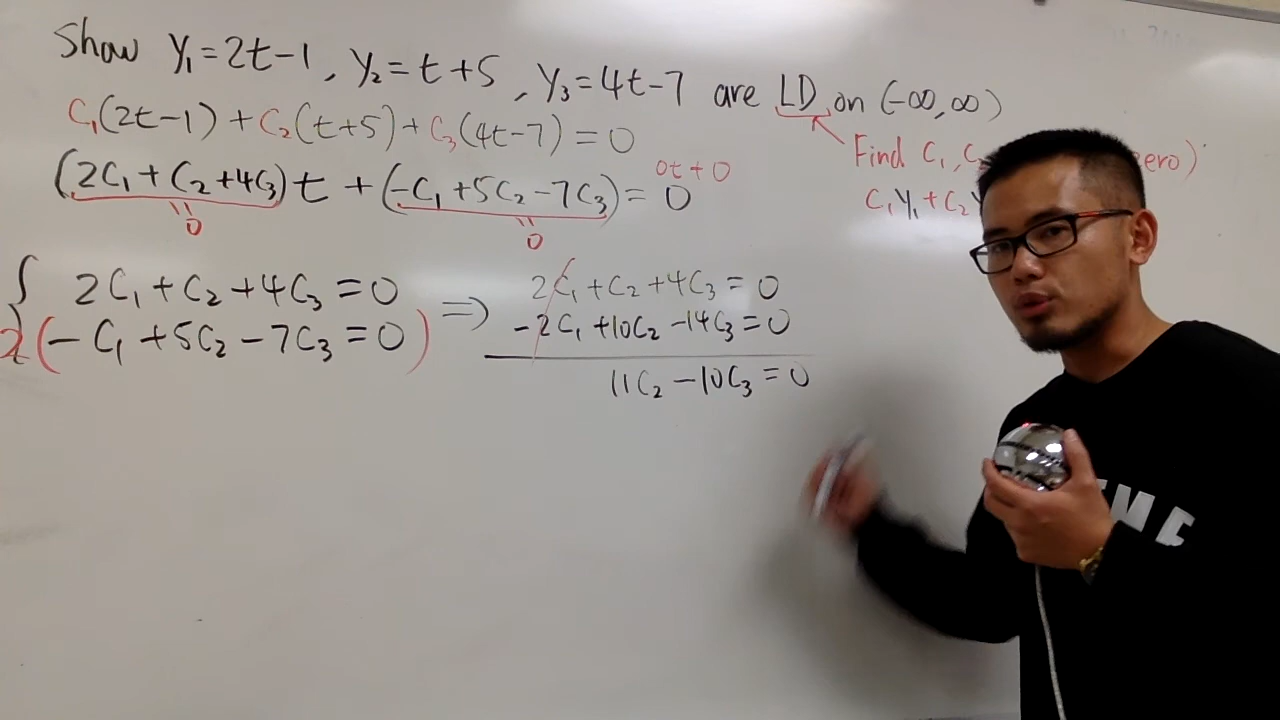 Show y₁=2t-1, y₂=t+5, y₃=4t-7 are LD on (-∞,∞)
C₁(2t-1)+C₂(t+5)+C₃(4t-7)=0
Find C₁, C₂ zero)
(2C₁+C₂+4C₃)t+(-C₁+5C₂-7C₃)=0
0t+0
C₁y₁+C₂y
0
0
2C₁+C₂+4C₃=0
2(-C₁+5C₂-7C₃=0)
⇒
2C₁+C₂+4C₃=0
-2C₁+10C₂-14C₃=0
11C₂-10C₃=0